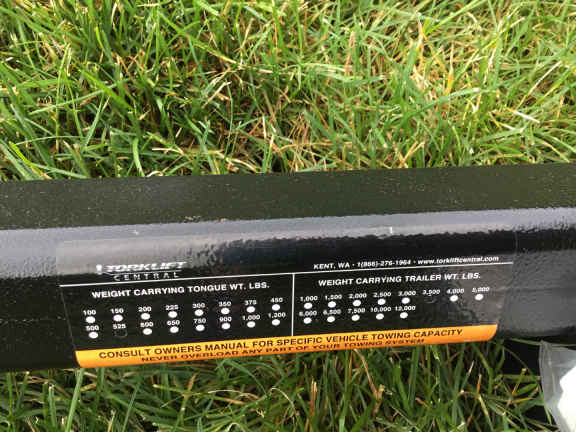 TORKLIFT
CENTRAL
KENT, WA • 1(866)-276-1964 • www.torkliftcentral.com
WEIGHT CARRYING TONGUE WT. LBS.
100 150 200 225 300 350 375 450
500 525 600 650 750 900 1,000 1,200
WEIGHT CARRYING TRAILER WT. LBS.
1,000 1,500 2,000 2,500 3,000 3,500 4,000 5,000
6,000 6,500 7,500 10,000 12,000
CONSULT OWNERS MANUAL FOR SPECIFIC VEHICLE TOWING CAPACITY
NEVER OVERLOAD ANY PART OF YOUR TOWING SYSTEM